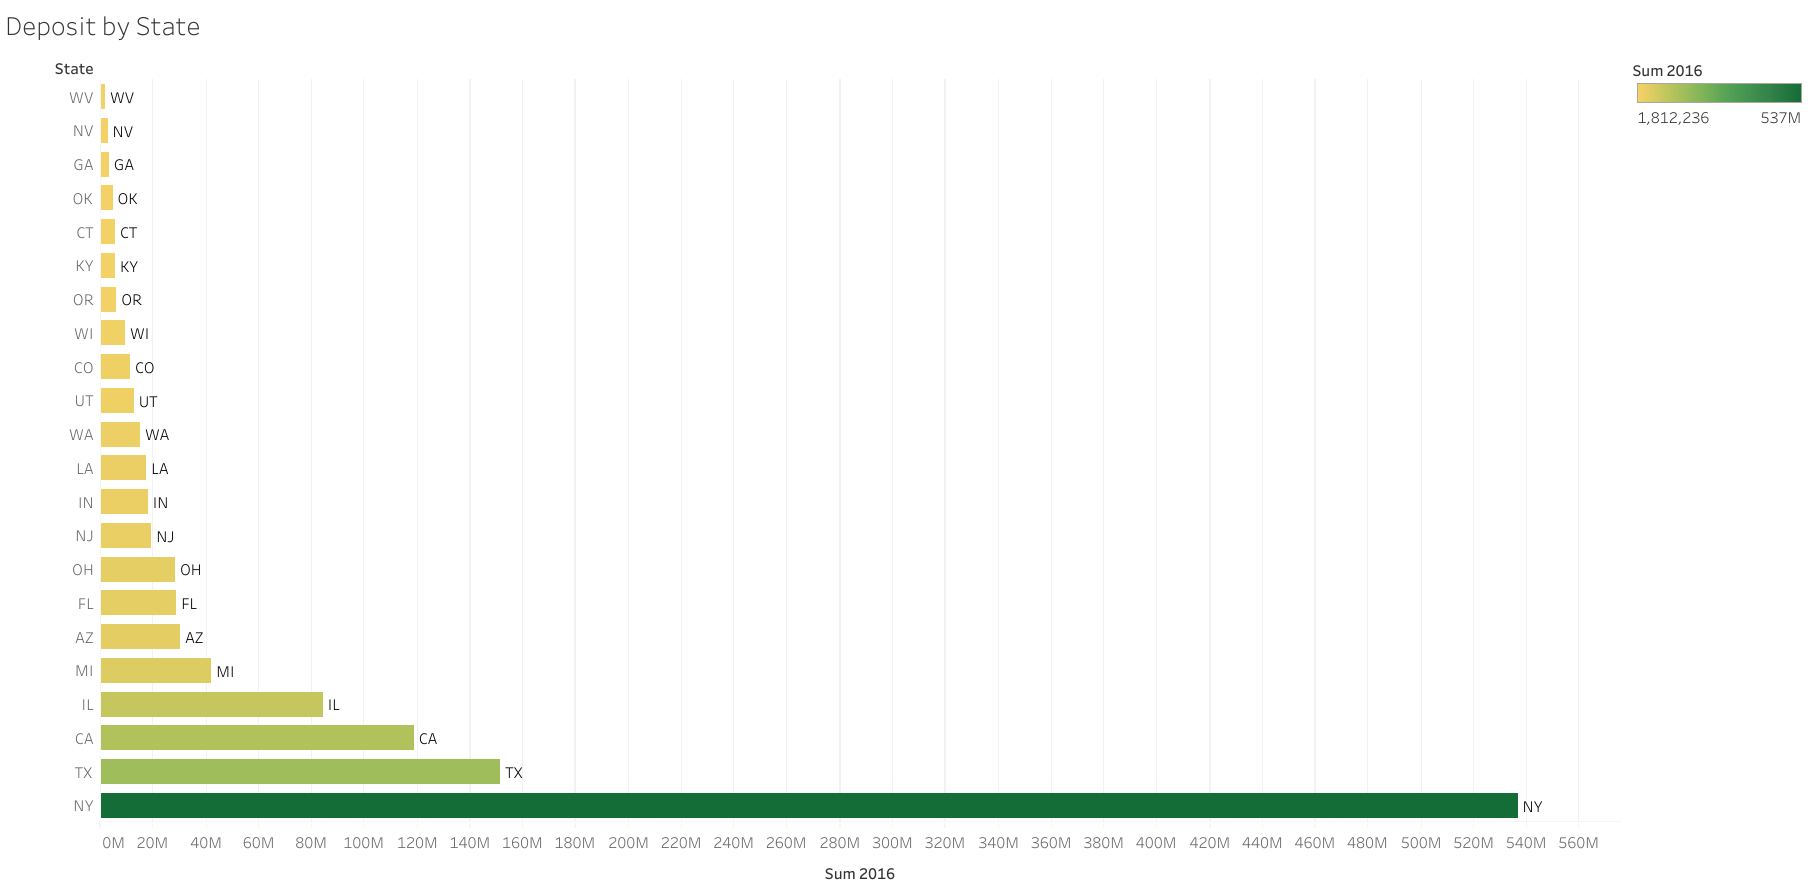 Deposit by State
State
Sum 2016
1,812,236 537M
WV WV
NV NV
GA GA
OK OK
CT CT
KY KY
OR OR
WI WI
CO CO
UT UT
WA WA
LA LA
IN IN
NJ NJ
OH OH
FL FL
AZ AZ
MI MI
IL IL
CA CA
TX TX
NY NY
0M 20M 40M 60M 80M 100M 120M 140M 160M 180M 200M 220M 240M 260M 280M 300M 320M 340M 360M 380M 400M 420M 440M 460M 480M 500M 520M 540M 560M
Sum 2016